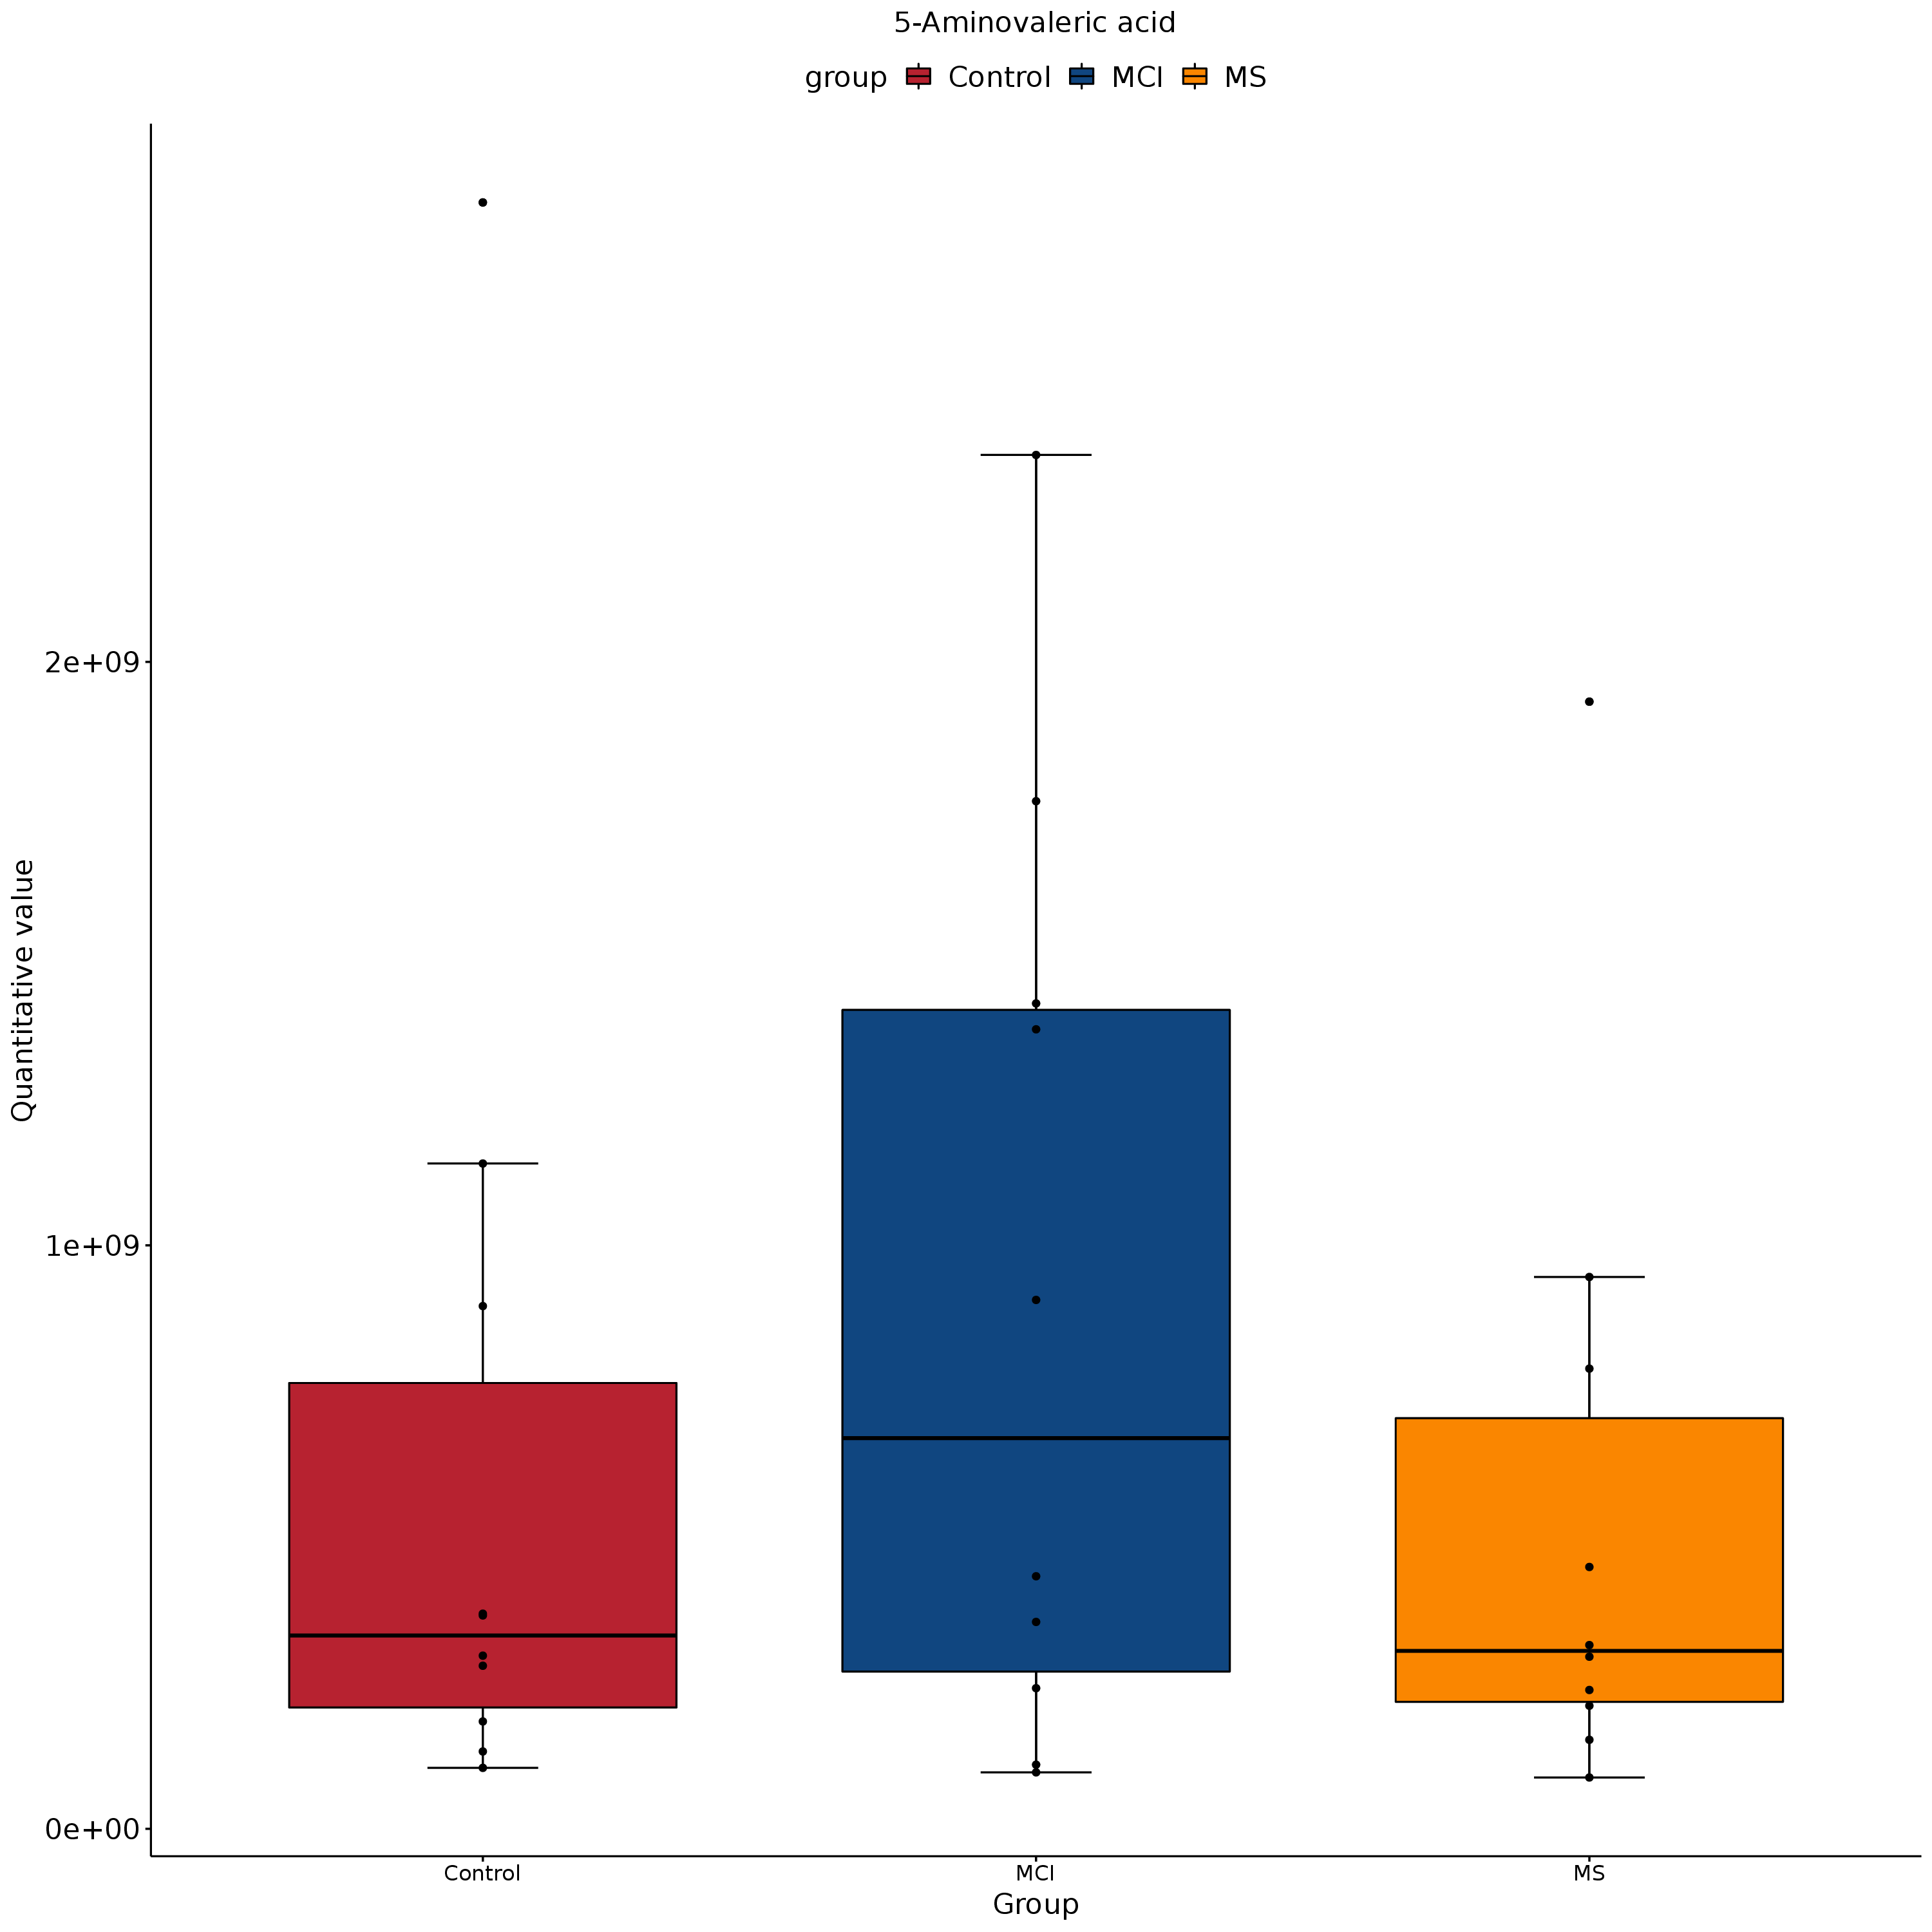 5-Aminovaleric acid
group Control MCI MS
Quantitative value
2e+09
1e+09
0e+00
Control MCI MS
Group